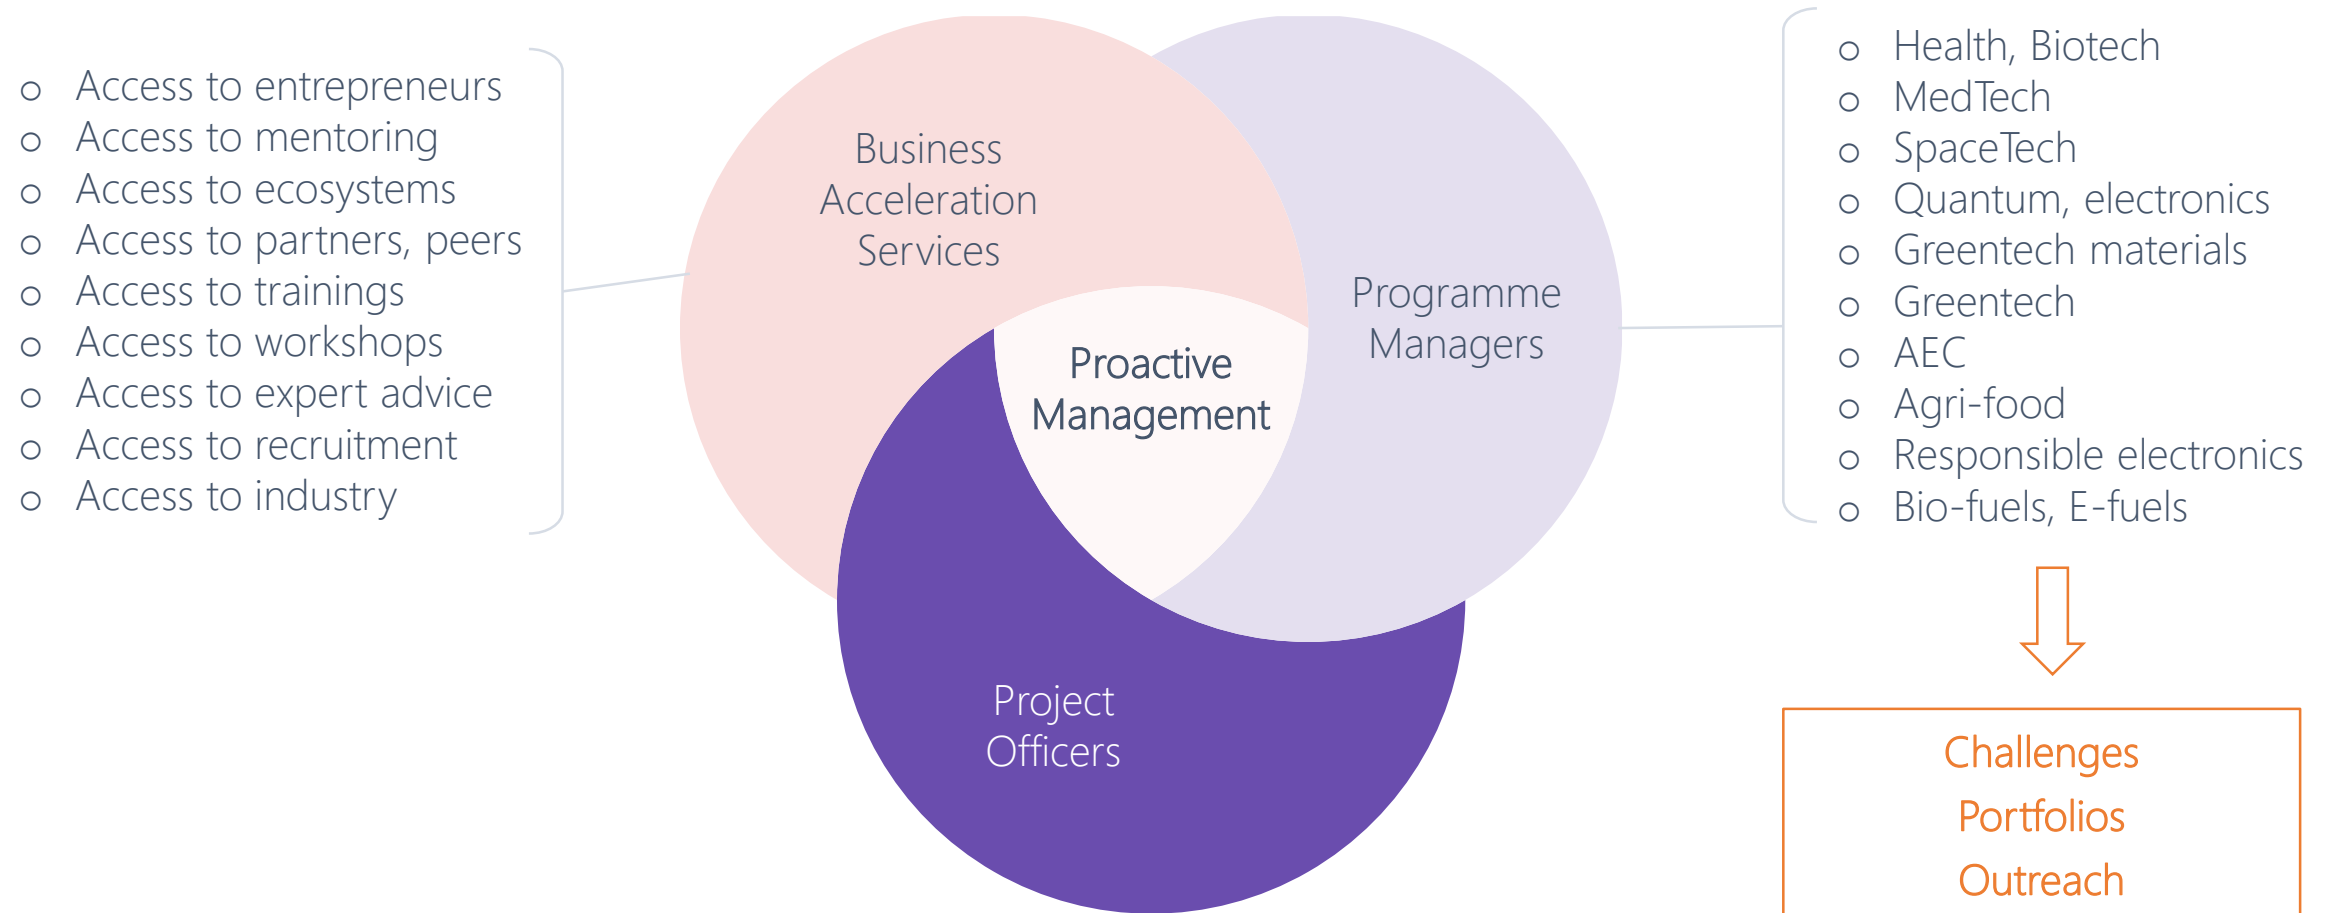 Access to entrepreneurs
Access to mentoring
Access to ecosystems
Access to partners, peers
Access to trainings
Access to workshops
Access to expert advice
Access to recruitment
Access to industry
Business
Acceleration
Services
Programme
Managers
Proactive
Management
Project
Officers
Health, Biotech
MedTech
SpaceTech
Quantum, electronics
Greentech materials
Greentech
AEC
Agri-food
Responsible electronics
Bio-fuels, E-fuels
Challenges
Portfolios
Outreach